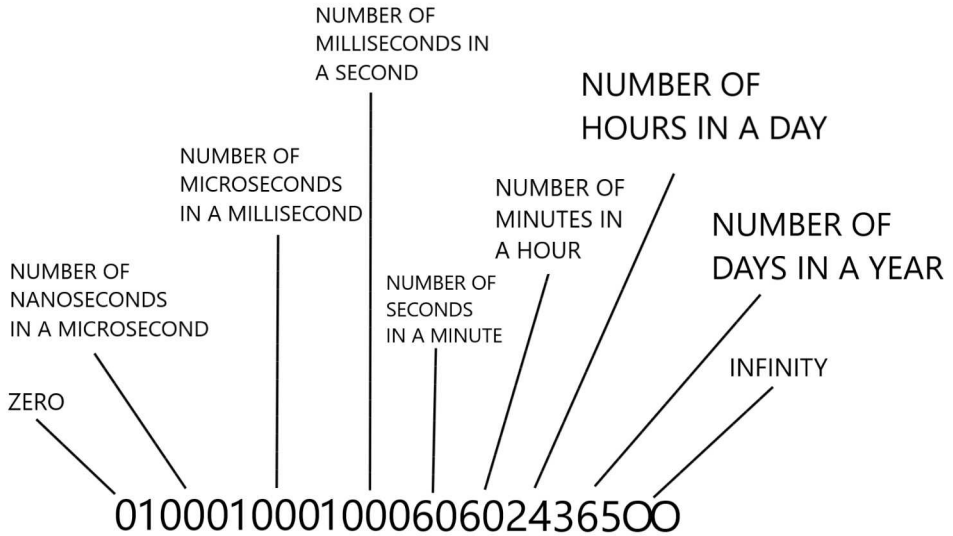 NUMBER OF
MILLISECONDS IN
A SECOND
NUMBER OF
HOURS IN A DAY
NUMBER OF
MICROSECONDS
IN A MILLISECOND
NUMBER OF
MINUTES IN
A HOUR
NUMBER OF
DAYS IN A YEAR
NUMBER OF
NANOSECONDS
IN A MICROSECOND
NUMBER OF
SECONDS
IN A MINUTE
INFINITY
ZERO
0100010001000606024365OO